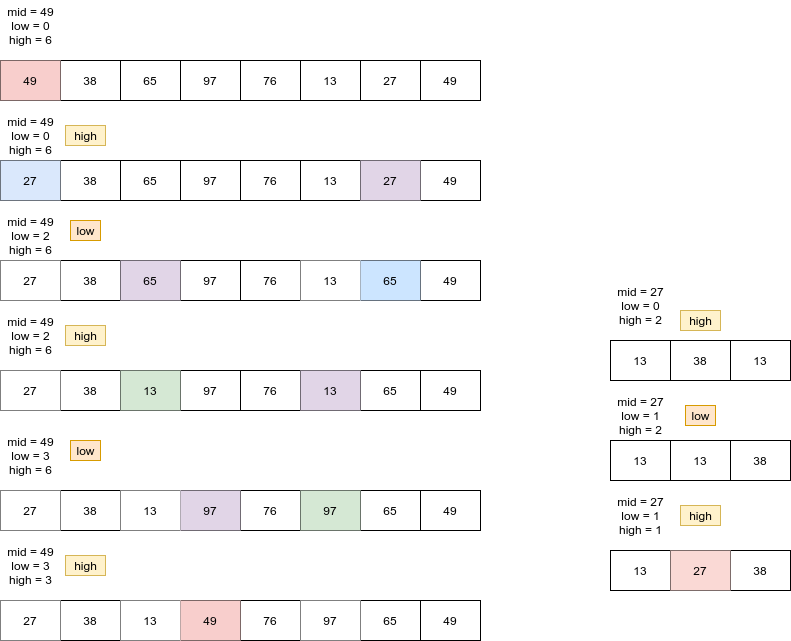 mid = 49
low = 0
high = 6
49 38 65 97 76 13 27 49
mid = 49
low = 0
high = 6
high
27 38 65 97 76 13 27 49
mid = 49
low = 2
high = 6
low
27 38 65 97 76 13 65 49
mid = 49
low = 2
high = 6
high
27 38 13 97 76 13 65 49
mid = 49
low = 3
high = 6
low
27 38 13 97 76 97 65 49
mid = 49
low = 3
high = 3
high
27 38 13 49 76 97 65 49
mid = 27
low = 0
high = 2
high
13 38 13
mid = 27
low = 1
high = 2
low
13 13 38
mid = 27
low = 1
high = 1
high
13 27 38